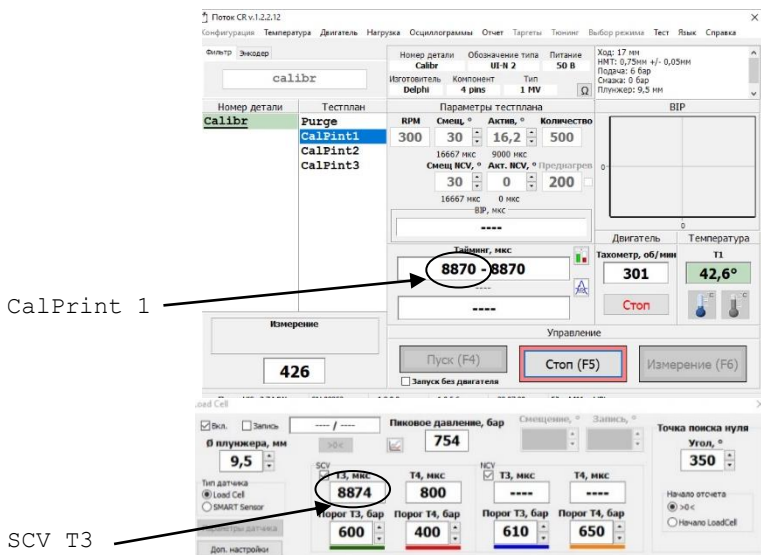 Поток CR v.1.2.2.12
Конфигурация Температура Двигатель Нагрузка Осциллограммы Отчет Таргеты Тюнинг Выбор режима Тест Язык Справка
Фильтр Энкодер
calibr
Номер детали Обозначение типа Питание
Calibr UI-N 2 50 В
Изготовитель Компонент Тип
Delphi 4 pins 1 MV Ω
Ход: 17 мм
НМТ: 0,75мм +/- 0,05мм
Подача: 6 бар
Смазка: 0 бар
Плунжер: 9,5 мм
Номер детали Тестплан Параметры тестплана BIP
Calibr Purge
CalPint1
CalPint2
CalPint3
RPM Смещ, ° Актив, ° Количество
300 30 16,2 500
16667 мкс 9000 мкс
Смещ NCV, ° Акт. NCV, ° Преднагрев
30 0 200
16667 мкс 0 мкс
BIP, мкс
----
0
0
Тайминг, мкс
8870 - 8870
----
----
Двигатель Температура
Тахометр, об/мин T1
301 42,6°
Стоп
CalPrint 1
Измерение
426
Управление
Пуск (F4) Стоп (F5) Измерение (F6)
Запуск без двигателя
oad Cell
Вкл. Запись ---- / ---- Пиковое давление, бар Смещение, ° Запись, °
>0< 754
Ø плунжера, мм
9,5
Точка поиска нуля
Угол, °
350
Тип датчика
Load Cell
SMART Sensor
Параметры датчика
Доп. настройки
SCV
T3, мкс T4, мкс
8874 800
Порог T3, бар Порог T4, бар
600 400
NCV
T3, мкс T4, мкс
---- ----
Порог T3, бар Порог T4, бар
610 650
Начало отсчета
>0<
Начало LoadCell
SCV T3